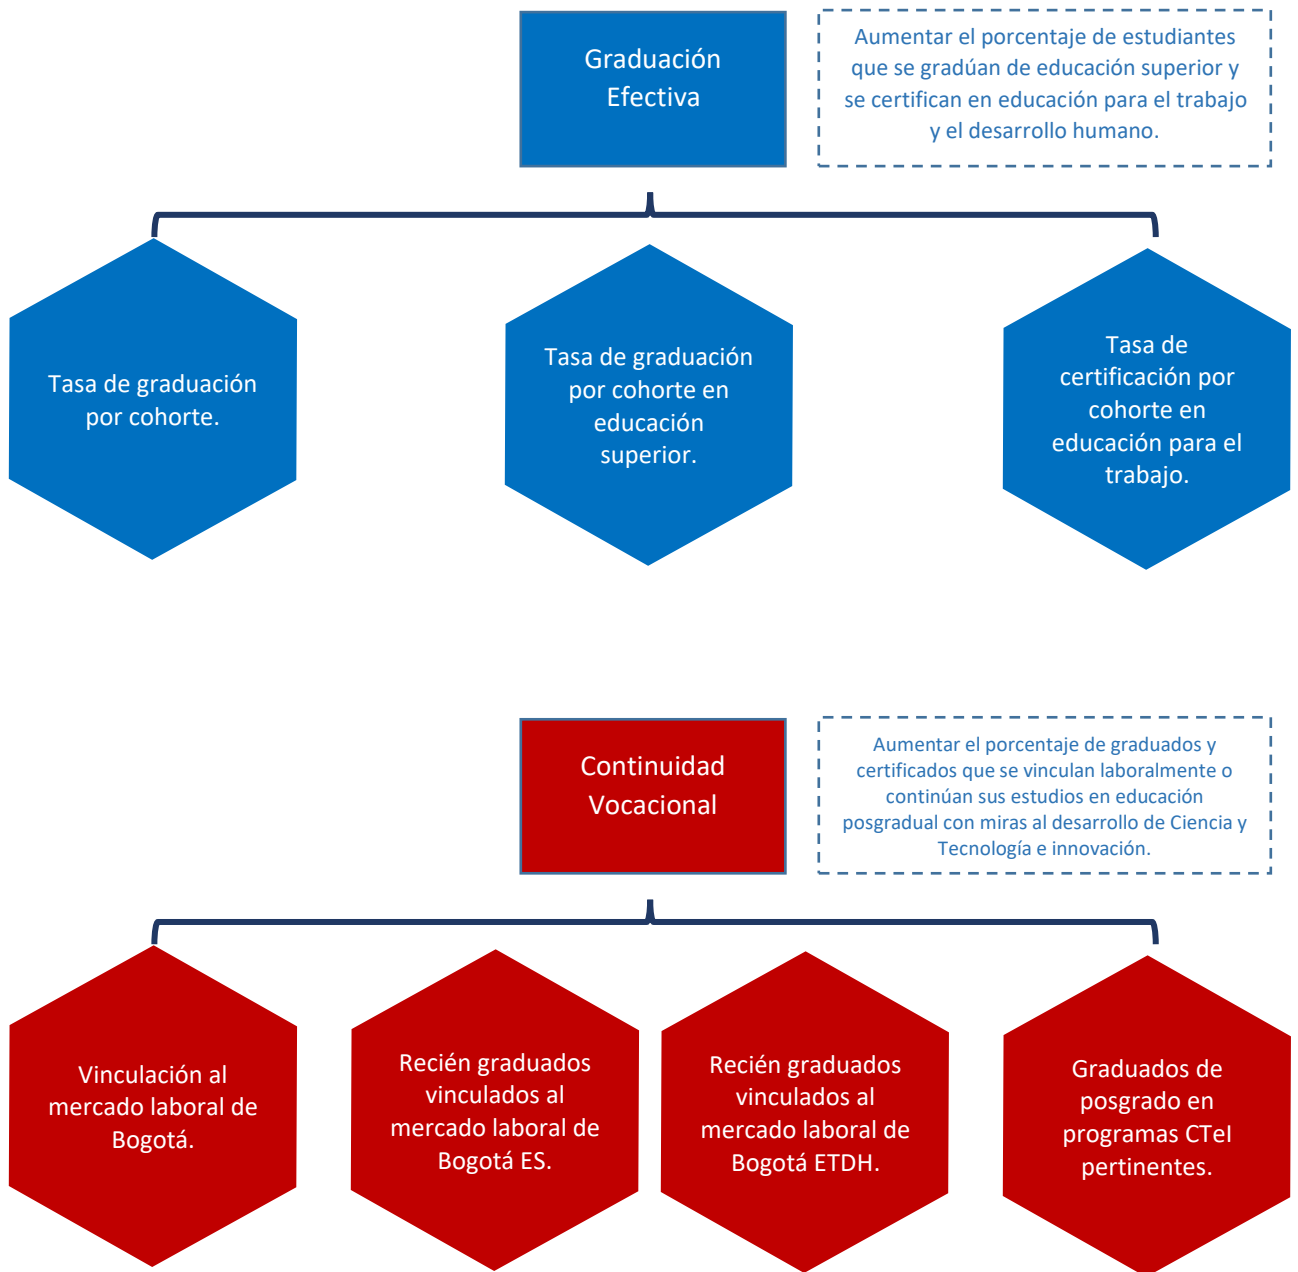 Graduación
Efectiva
Aumentar el porcentaje de estudiantes
que se gradúan de educación superior y
se certifican en educación para el trabajo
y el desarrollo humano.
Tasa de graduación
por cohorte.
Tasa de graduación
por cohorte en
educación
superior.
Tasa de
certificación por
cohorte en
educación para el
trabajo.
Continuidad
Vocacional
Aumentar el porcentaje de graduados y
certificados que se vinculan laboralmente o
continúan sus estudios en educación
posgradual con miras al desarrollo de Ciencia y
Tecnología e innovación.
Vinculación al
mercado laboral de
Bogotá.
Recién graduados
vinculados al
mercado laboral de
Bogotá ES.
Recién graduados
vinculados al
mercado laboral de
Bogotá ETDH.
Graduados de
posgrado en
programas CTeI
pertinentes.